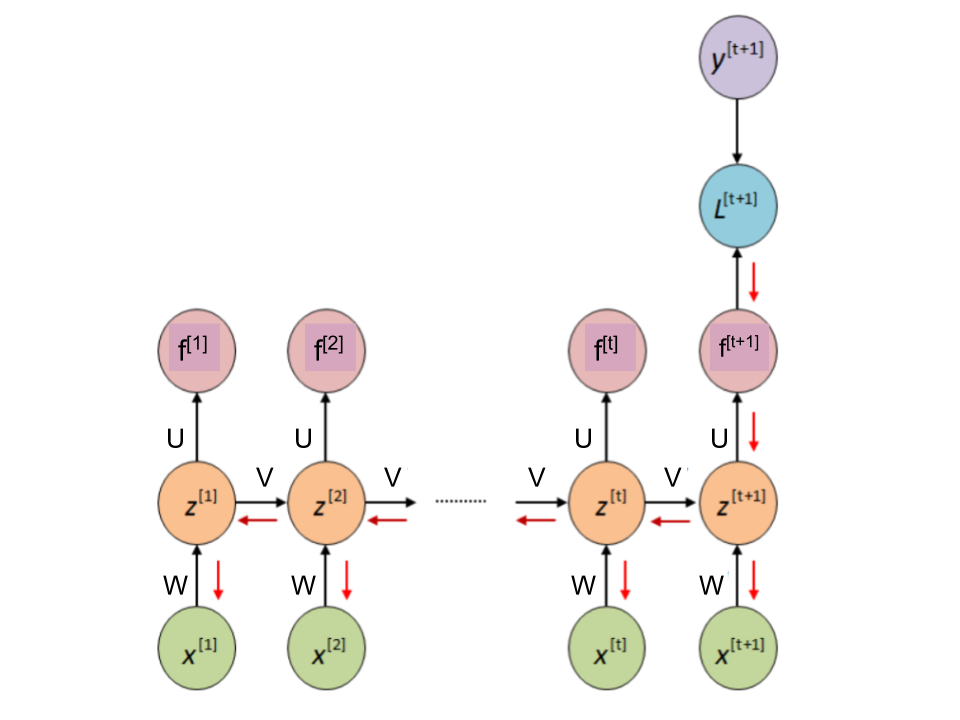 y[t+1]
L[t+1]
f[1] f[2] f[t] f[t+1]
U U U U
V V V V
z[1] z[2] .......... z[t] z[t+1]
W W W W
x[1] x[2] x[t] x[t+1]